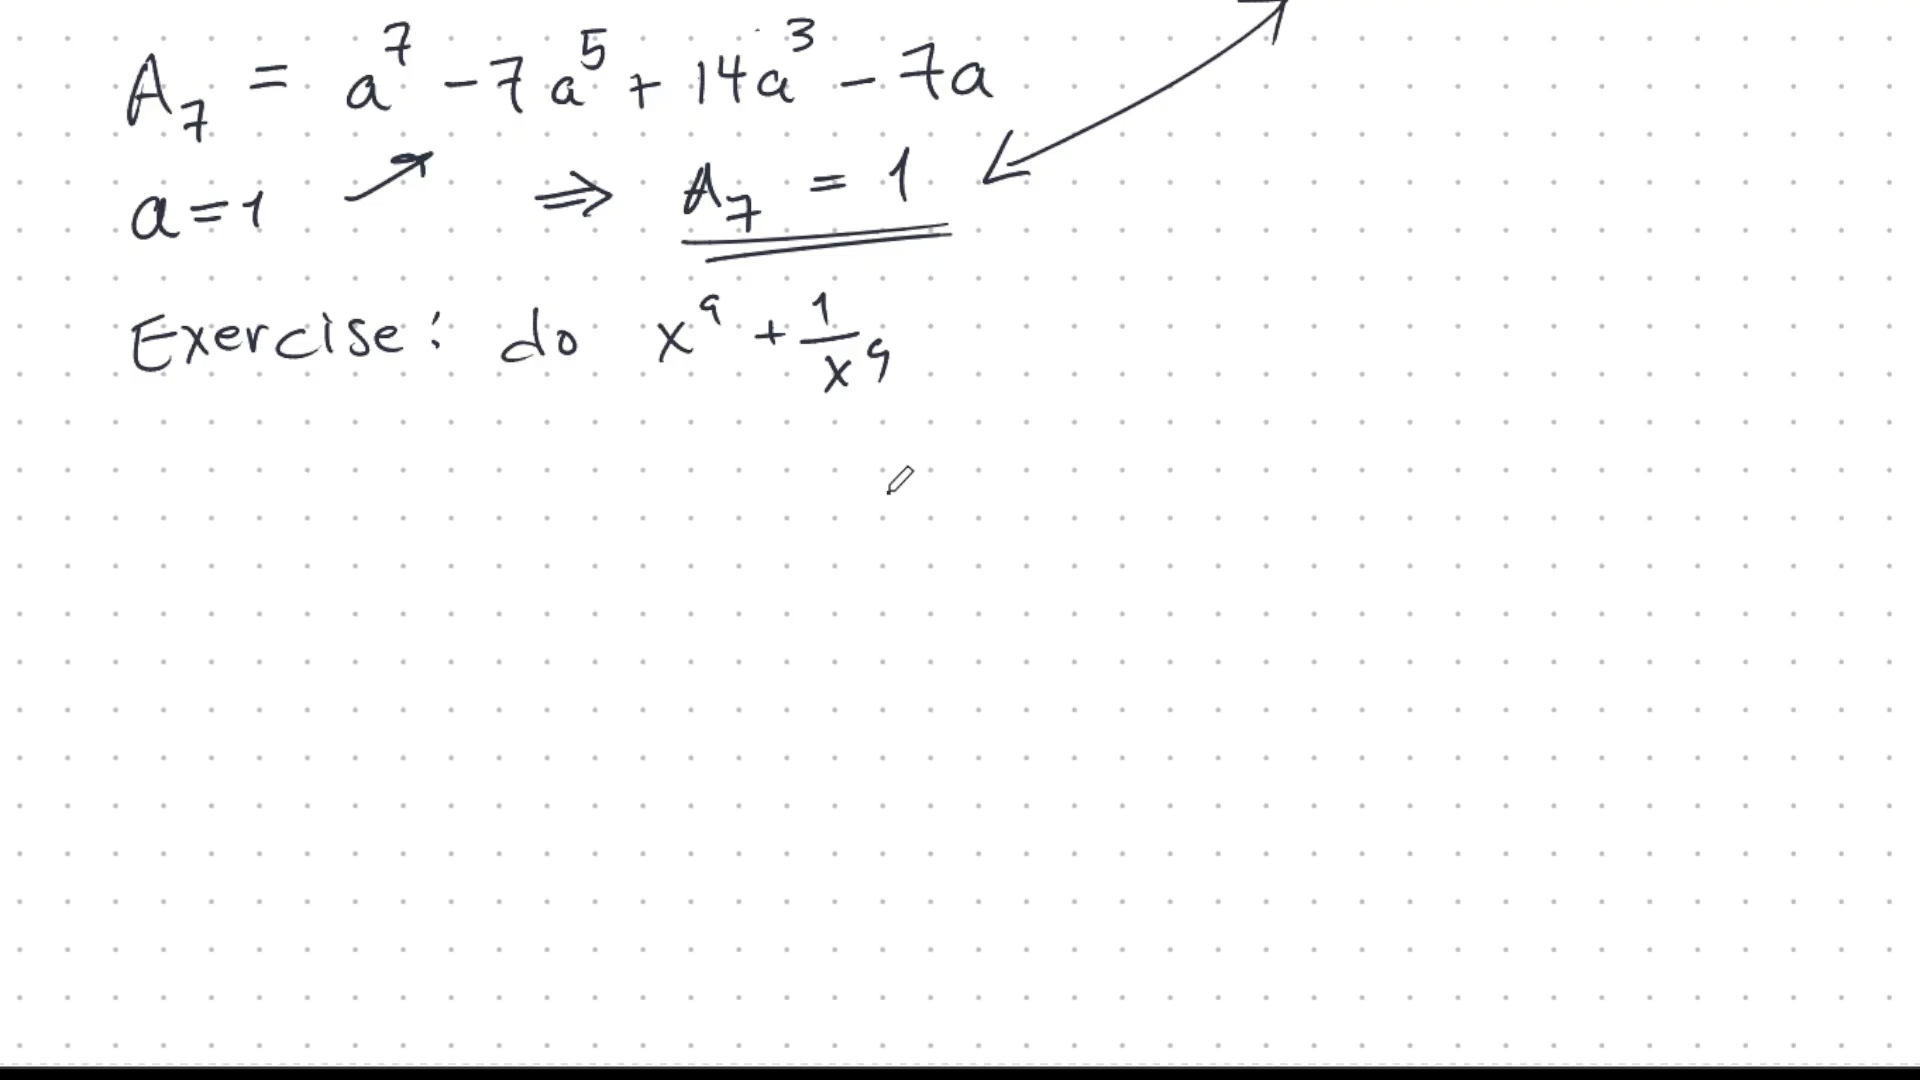 A₇ = a⁷ - 7a⁵ + 14a³ - 7a
a = 1 ↗ ⇒ A₇ = 1
Exercise: do x⁹ + 1/x⁹